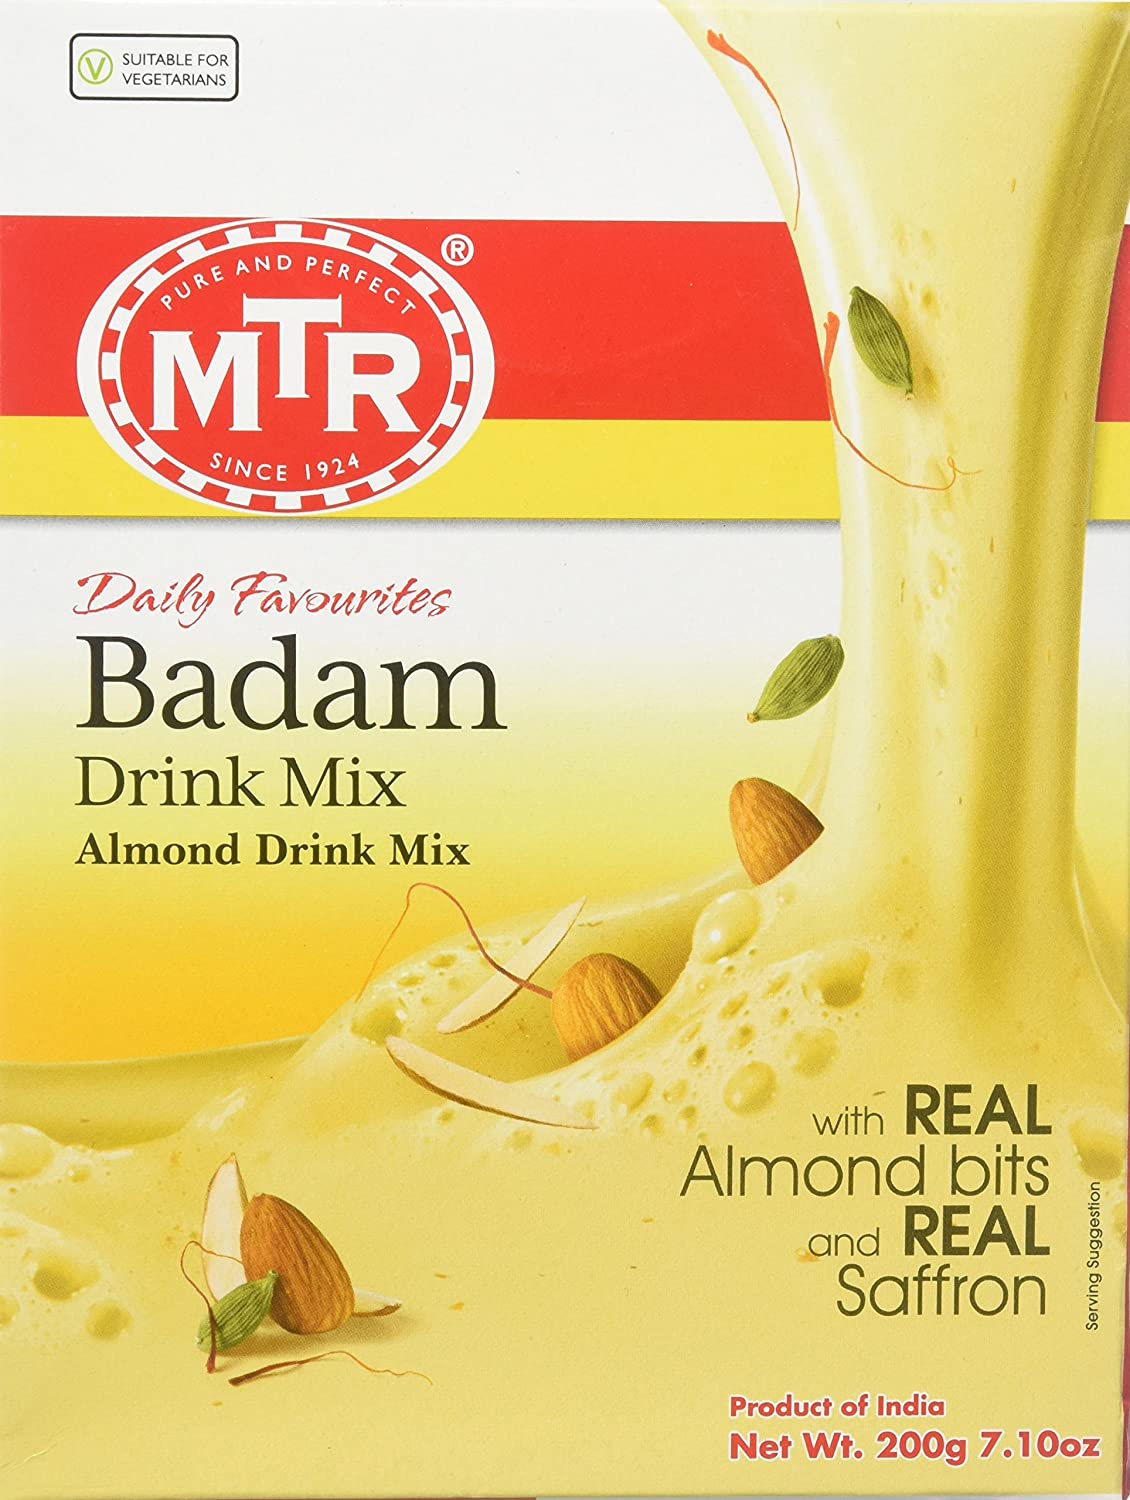 SUITABLE FOR
VEGETARIANS
PURE AND PERFECT
®
MTR
SINCE 1924
Daily Favourites
Badam
Drink Mix
Almond Drink Mix
with REAL
Almond bits
and REAL
Saffron
Serving Suggestion
Product of India
Net Wt. 200g 7.10oz